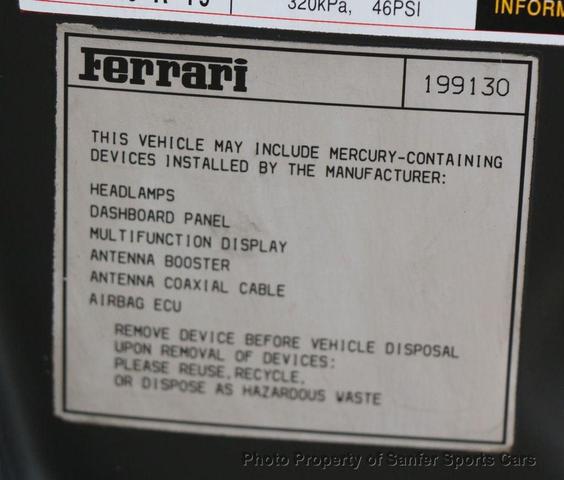 320kPa, 46PSI
INFORM
Ferrari
199130
THIS VEHICLE MAY INCLUDE MERCURY-CONTAINING
DEVICES INSTALLED BY THE MANUFACTURER:
HEADLAMPS
DASHBOARD PANEL
MULTIFUNCTION DISPLAY
ANTENNA BOOSTER
ANTENNA COAXIAL CABLE
AIRBAG ECU
REMOVE DEVICE BEFORE VEHICLE DISPOSAL
UPON REMOVAL OF DEVICES:
PLEASE REUSE, RECYCLE,
OR DISPOSE AS HAZARDOUS WASTE
Photo Property of Sanfer Sports Cars